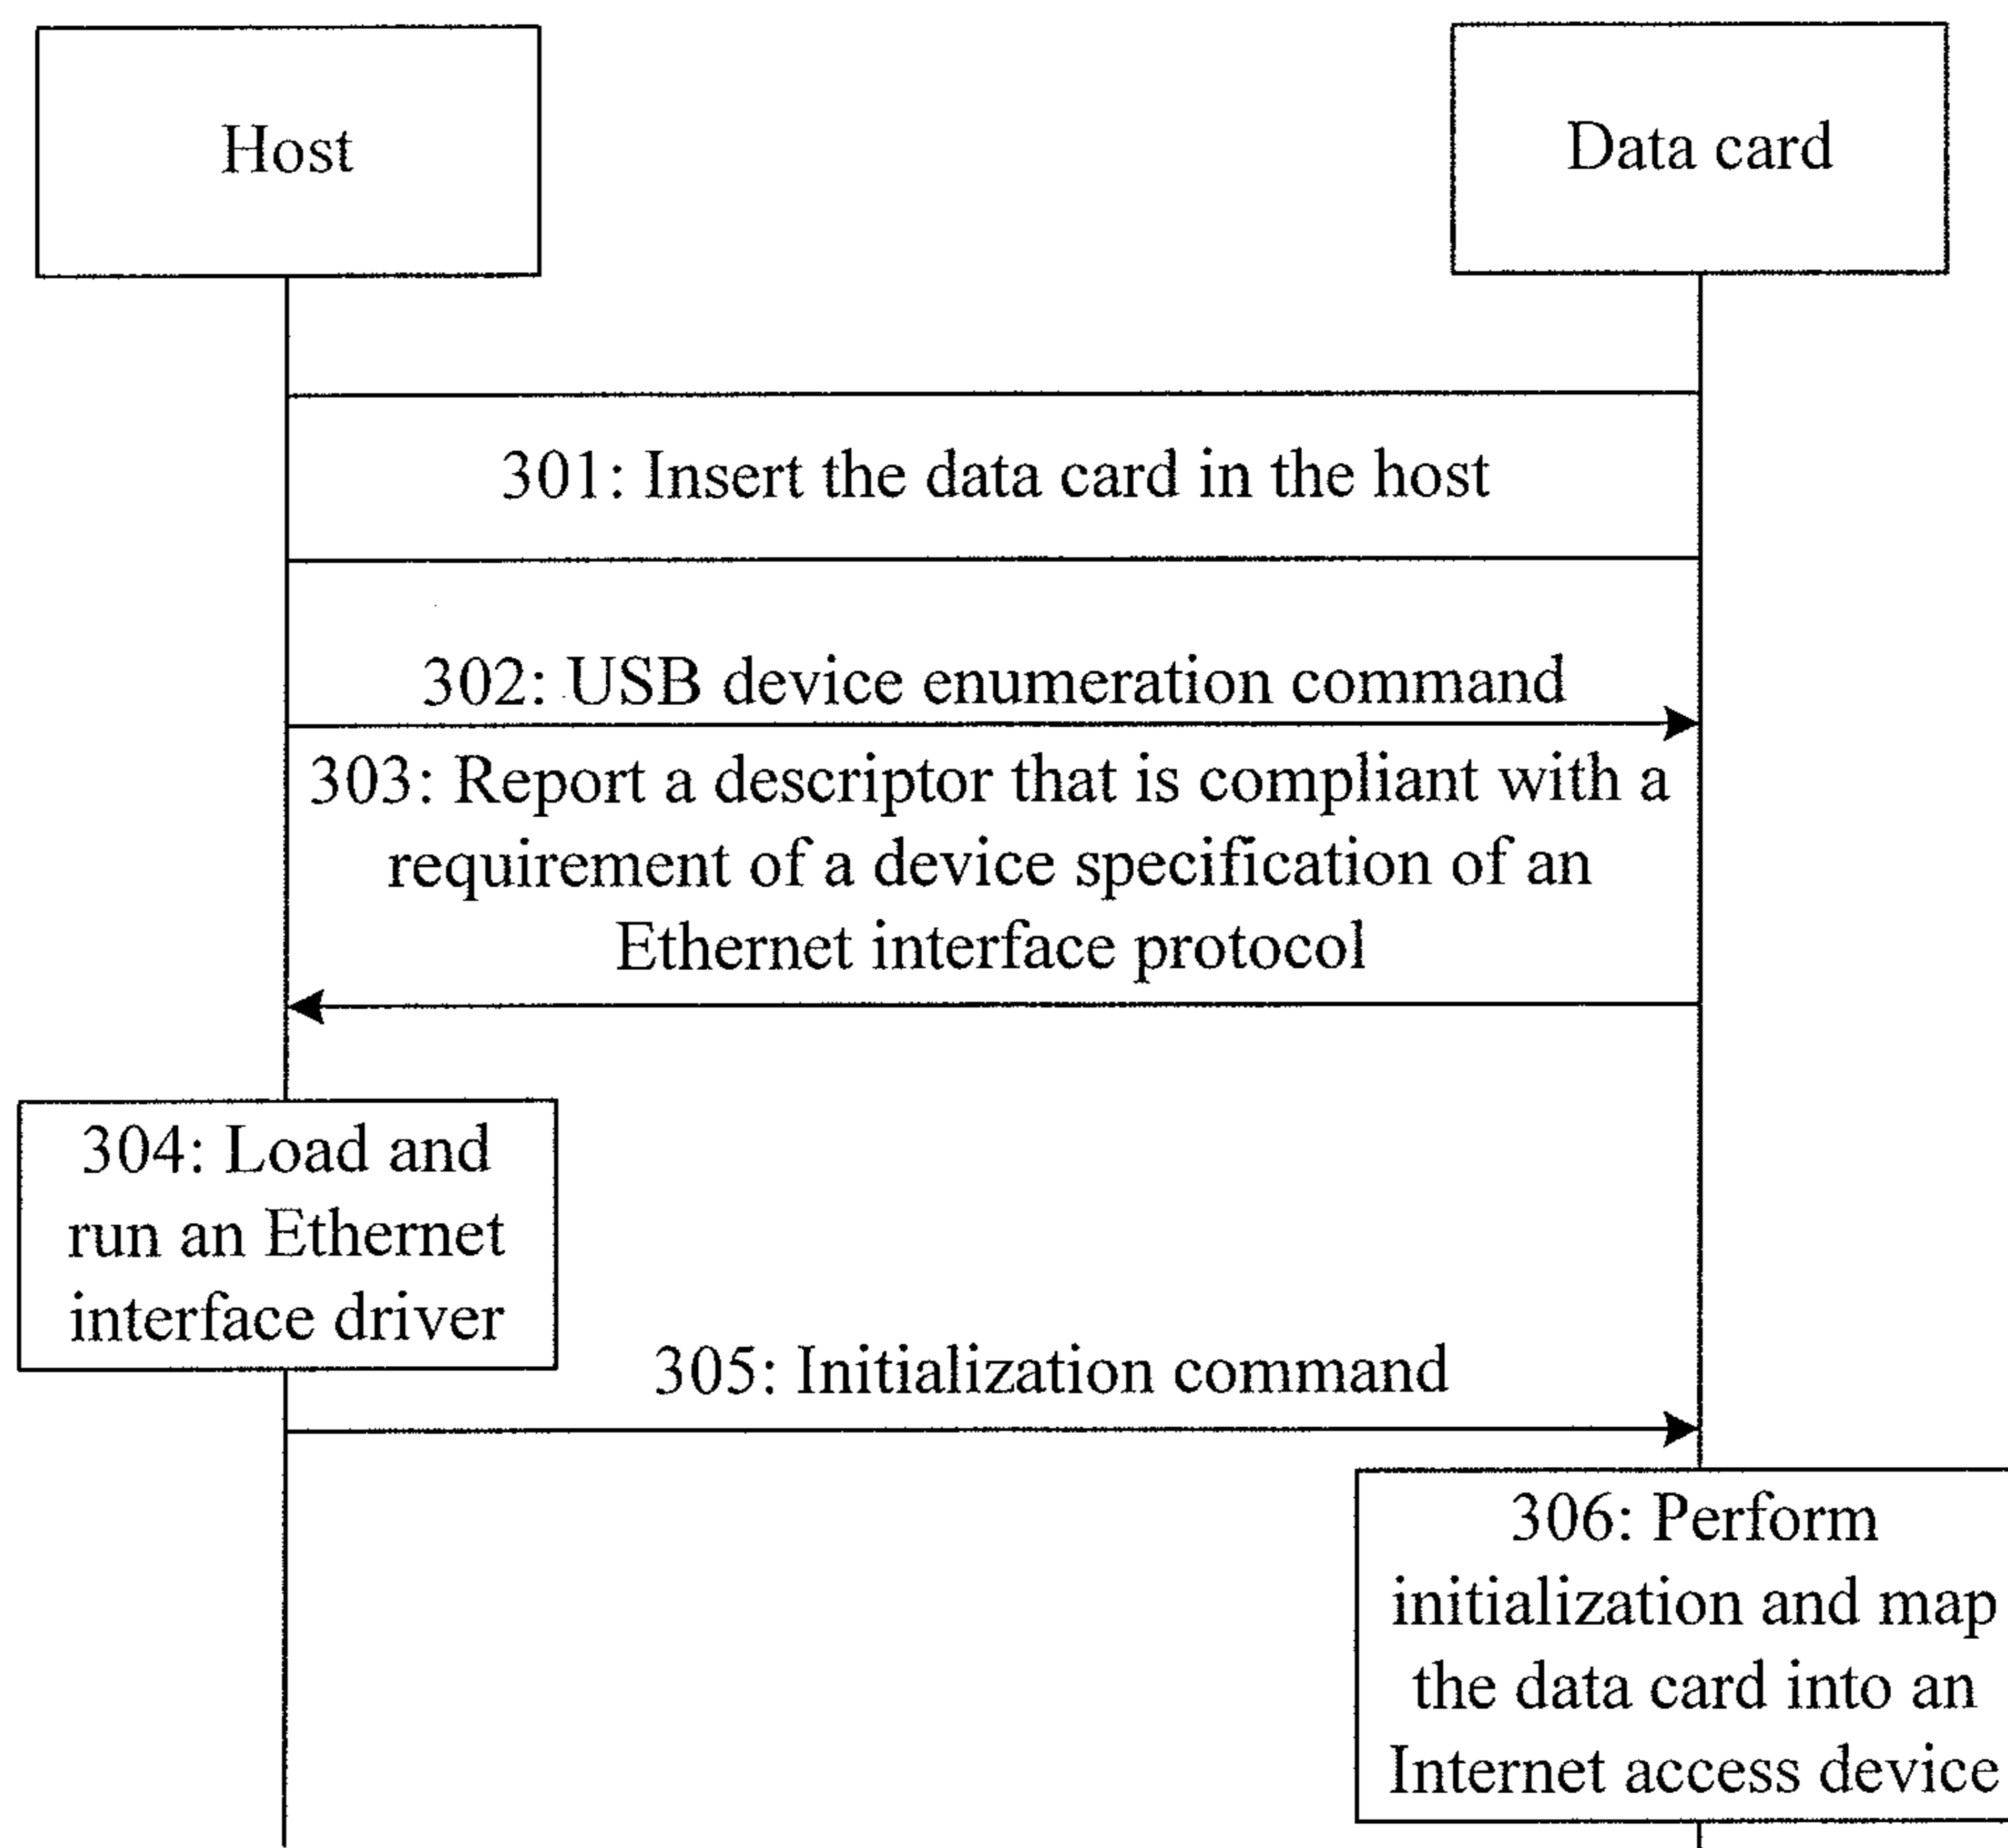 Host
Data card
301: Insert the data card in the host
302: USB device enumeration command
303: Report a descriptor that is compliant with a
requirement of a device specification of an
Ethernet interface protocol
304: Load and
run an Ethernet
interface driver
305: Initialization command
306: Perform
initialization and map
the data card into an
Internet access device